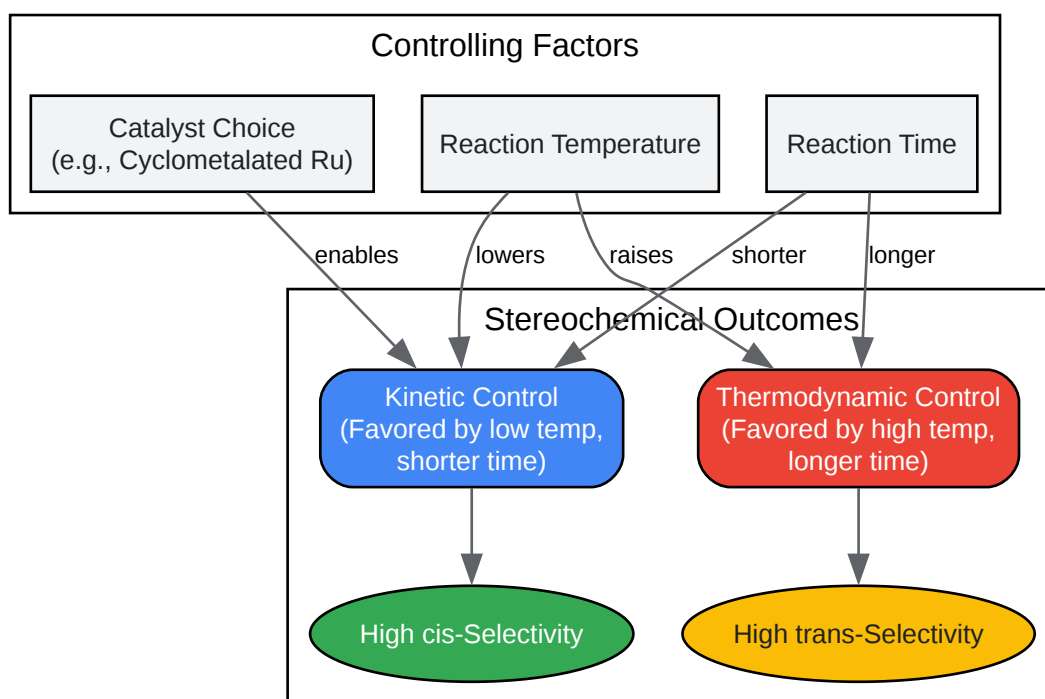 Controlling Factors
Catalyst Choice
(e.g., Cyclometalated Ru)
Reaction Temperature
Reaction Time
enables
lowers
raises
shorter
longer
Stereochemical Outcomes
Kinetic Control
(Favored by low temp,
shorter time)
Thermodynamic Control
(Favored by high temp,
longer time)
High cis-Selectivity
High trans-Selectivity